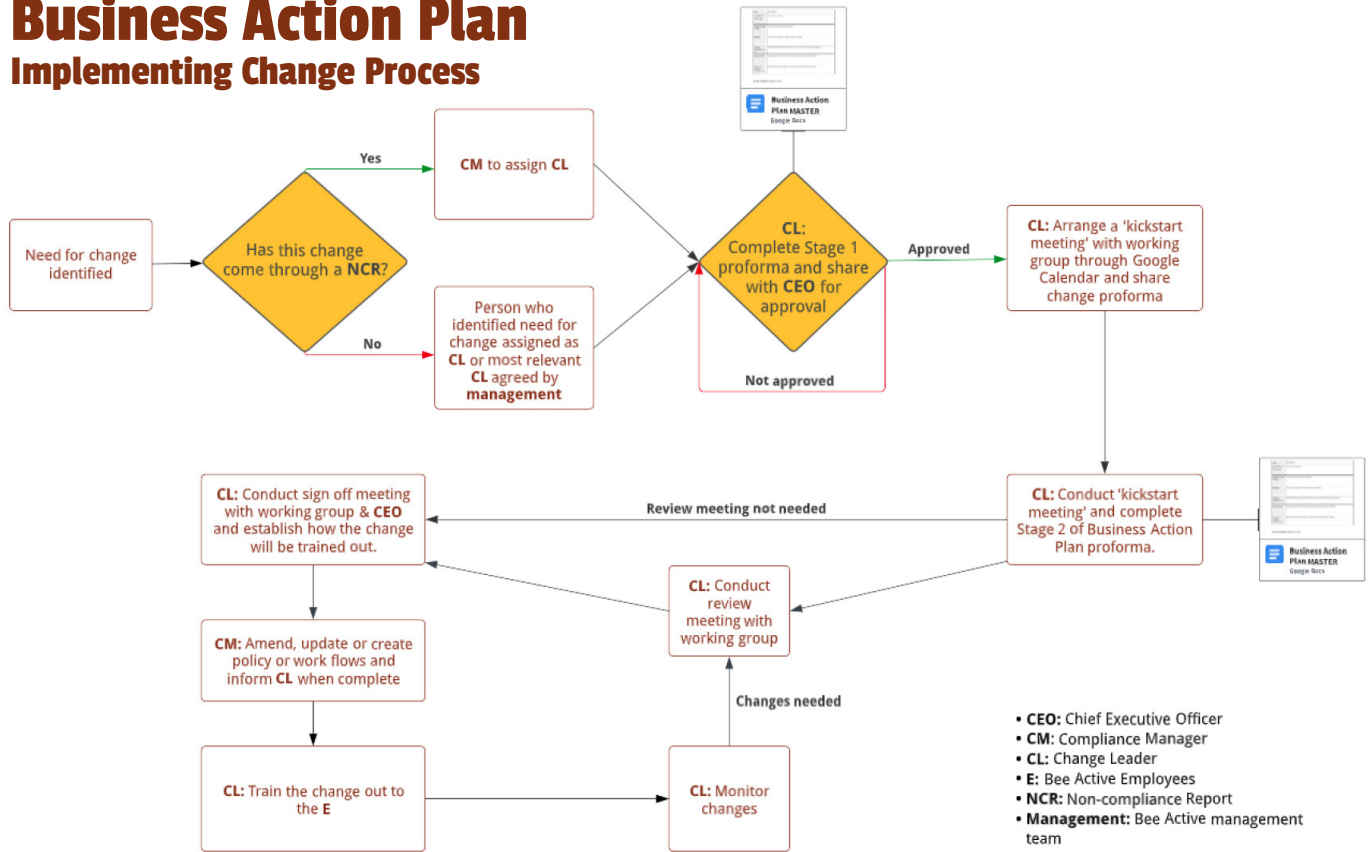 Business Action Plan
Implementing Change Process
Business Action
Plan MASTER
Google Docs
Need for change
identified
Has this change
come through a NCR?
Yes
CM to assign CL
No
Person who
identified need for
change assigned as
CL or most relevant
CL agreed by
management
CL:
Complete Stage 1
proforma and share
with CEO for
approval
Not approved
Approved
CL: Arrange a 'kickstart
meeting' with working
group through Google
Calendar and share
change proforma
CL: Conduct 'kickstart
meeting' and complete
Stage 2 of Business Action
Plan proforma.
Business Action
Plan MASTER
Google Docs
Review meeting not needed
CL: Conduct
review
meeting with
working group
CL: Conduct sign off meeting
with working group & CEO
and establish how the change
will be trained out.
CM: Amend, update or create
policy or work flows and
inform CL when complete
CL: Train the change out to
the E
CL: Monitor
changes
Changes needed
• CEO: Chief Executive Officer
• CM: Compliance Manager
• CL: Change Leader
• E: Bee Active Employees
• NCR: Non-compliance Report
• Management: Bee Active management
team